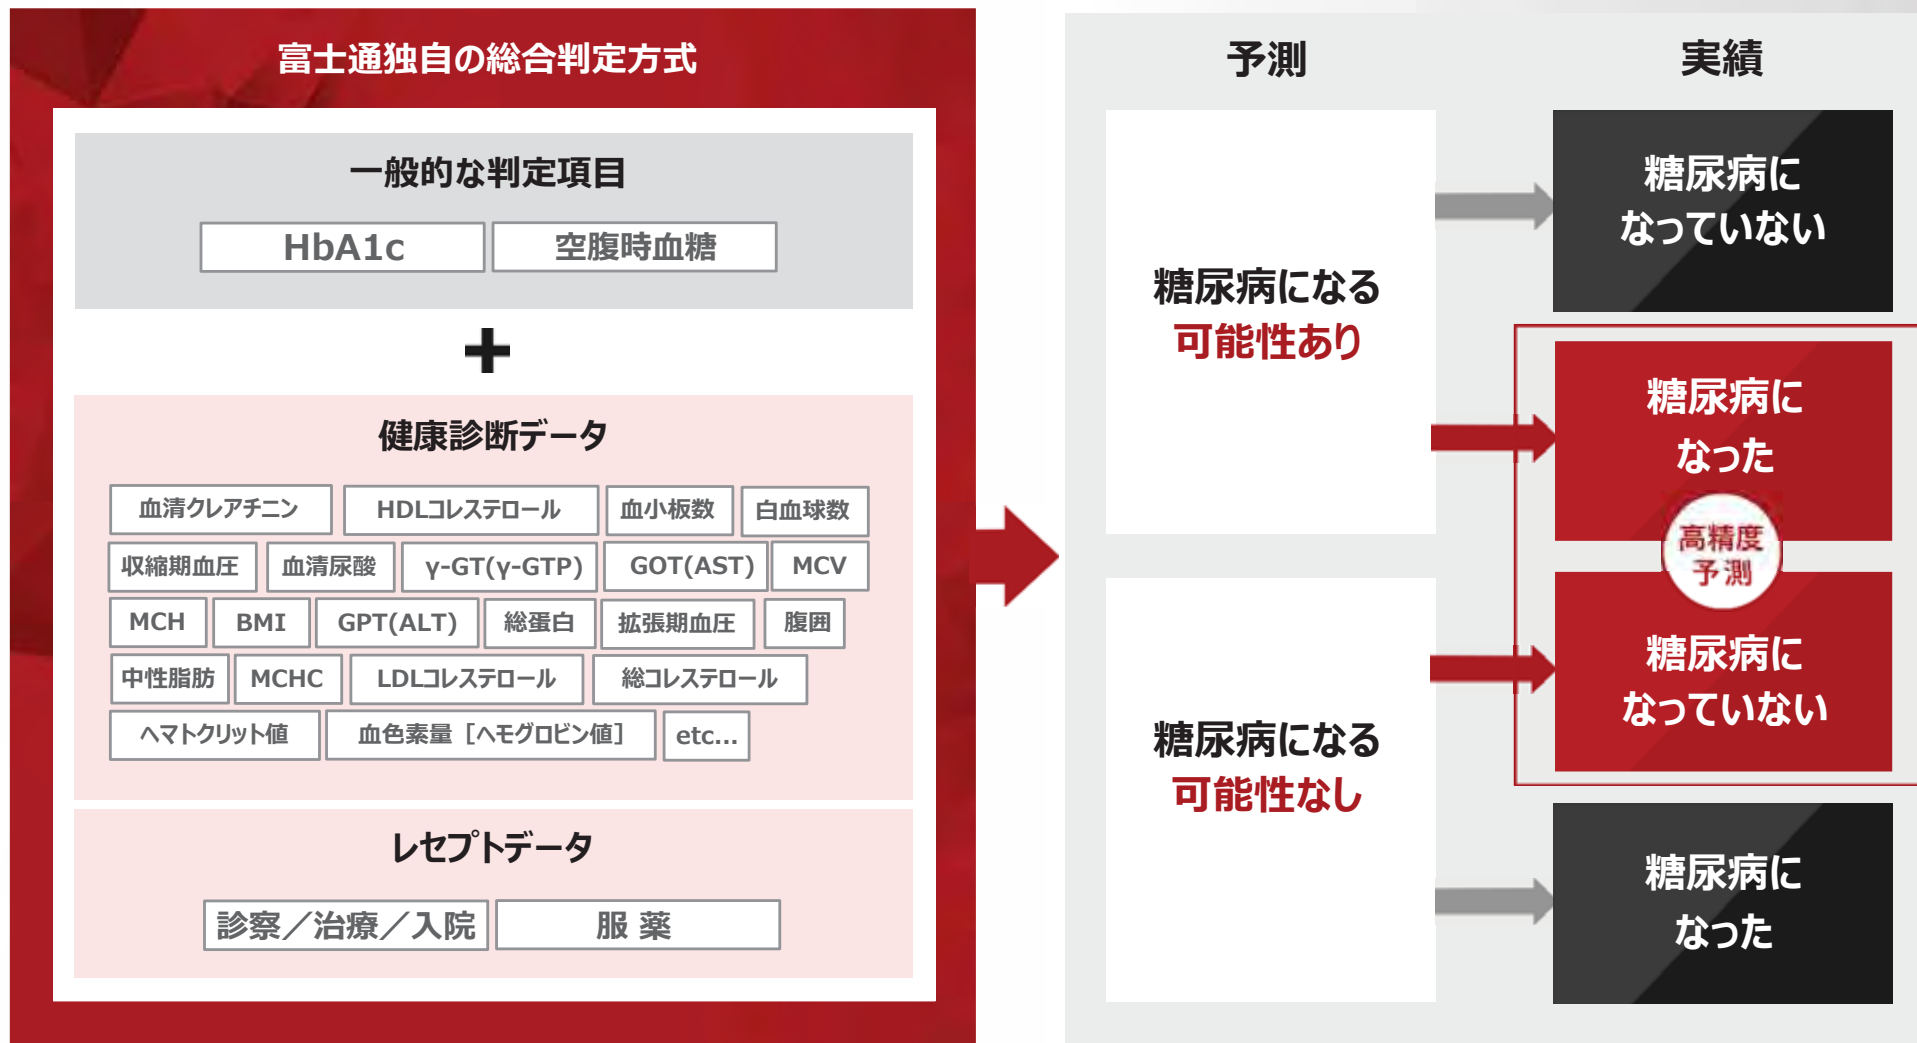 富士通独自の総合判定方式
一般的な判定項目
HbA1c
空腹時血糖
+
健康診断データ
血清クレアチニン
HDLコレステロール
血小板数
白血球数
収縮期血圧
血清尿酸
γ-GT(γ-GTP)
GOT(AST)
MCV
MCH
BMI
GPT(ALT)
総蛋白
拡張期血圧
腹囲
中性脂肪
MCHC
LDLコレステロール
総コレステロール
ヘマトクリット値
血色素量［ヘモグロビン値］
etc...
レセプトデータ
診察／治療／入院
服 薬
予測
実績
糖尿病になる
可能性あり
糖尿病に
なっていない
糖尿病に
なった
高精度
予測
糖尿病になる
可能性なし
糖尿病に
なっていない
糖尿病に
なった